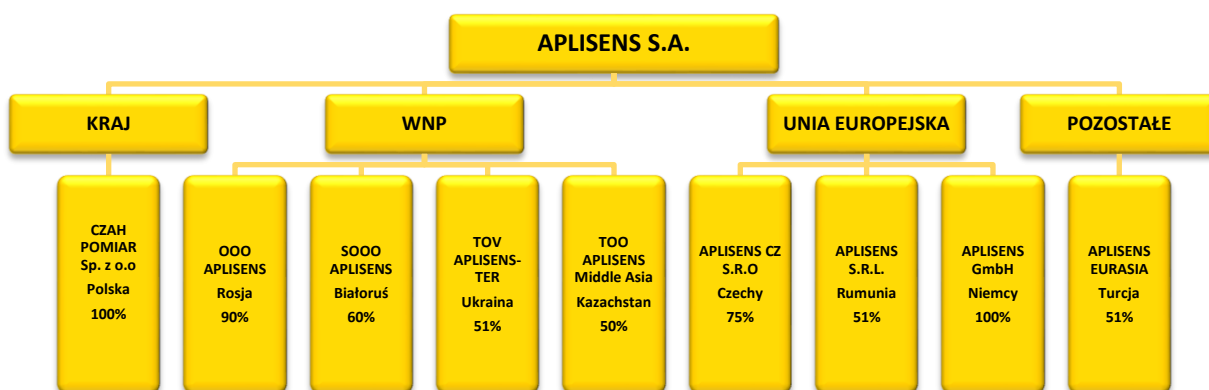 APLISENS S.A.
KRAJ
WNP
UNIA EUROPEJSKA
POZOSTAŁE
CZAH
POMIAR
Sp. z o.o
Polska
100%
OOO
APLISENS
Rosja
90%
SOOO
APLISENS
Białoruś
60%
TOV
APLISENS-
TER
Ukraina
51%
TOO
APLISENS
Middle Asia
Kazachstan
50%
APLISENS CZ
S.R.O
Czechy
75%
APLISENS
S.R.L.
Rumunia
51%
APLISENS
GmbH
Niemcy
100%
APLISENS
EURASIA
Turcja
51%